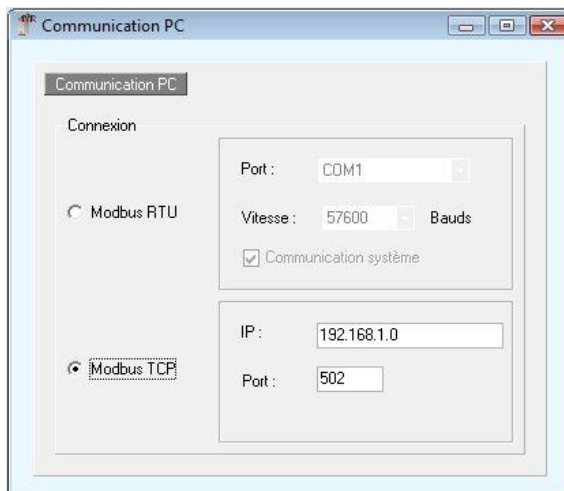 Communication PC
Communication PC
Connexion
Port : COM1
Modbus RTU
Vitesse : 57600 Bauds
Communication système
IP : 192.168.1.0
Modbus TCP
Port : 502